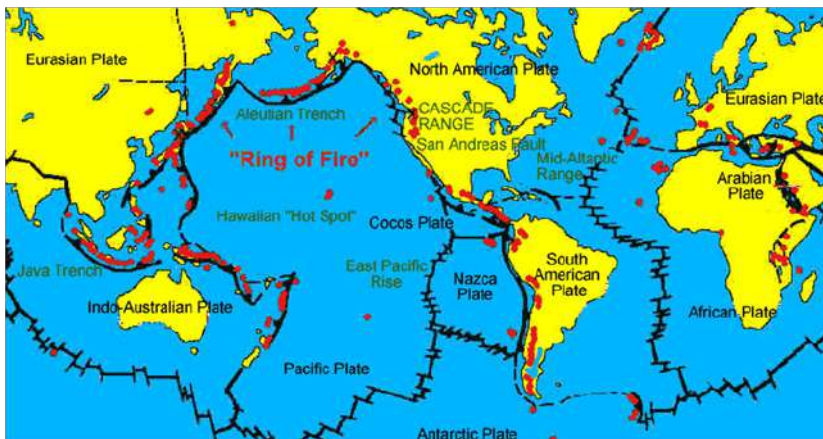 Eurasian Plate
North American Plate
Eurasian Plate
Aleutian Trench
CASCADE
RANGE
San Andreas Fault
"Ring of Fire"
Mid-Altantic
Range
Arabian
Plate
Hawaiian "Hot Spot"
Cocos Plate
Java Trench
East Pacific
Rise
Nazca
Plate
South
American
Plate
Indo-Australian Plate
African Plate
Pacific Plate
Antarctic Plate